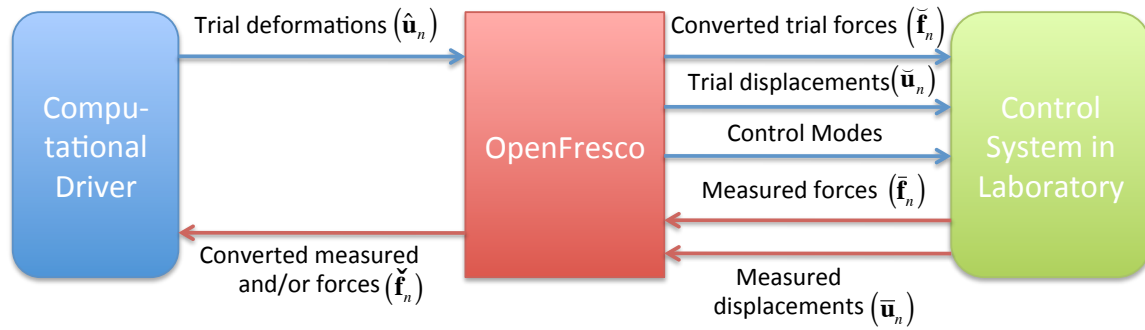 Trial deformations (û_n)
Converted trial forces (f̆_n)
Trial displacements(ŭ_n)
Control Modes
Measured forces (f̄_n)
Measured
displacements (ū_n)
Compu-
tational
Driver
OpenFresco
Control
System in
Laboratory
Converted measured
and/or forces (f̌_n)